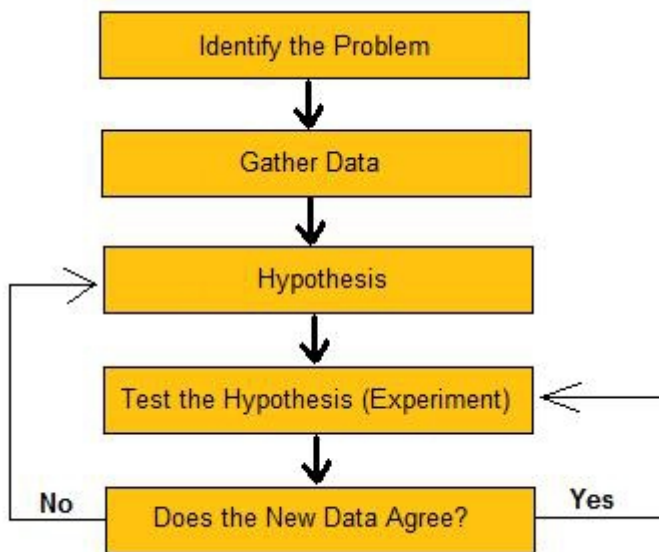 Identify the Problem
Gather Data
Hypothesis
Test the Hypothesis (Experiment)
No
Does the New Data Agree?
Yes